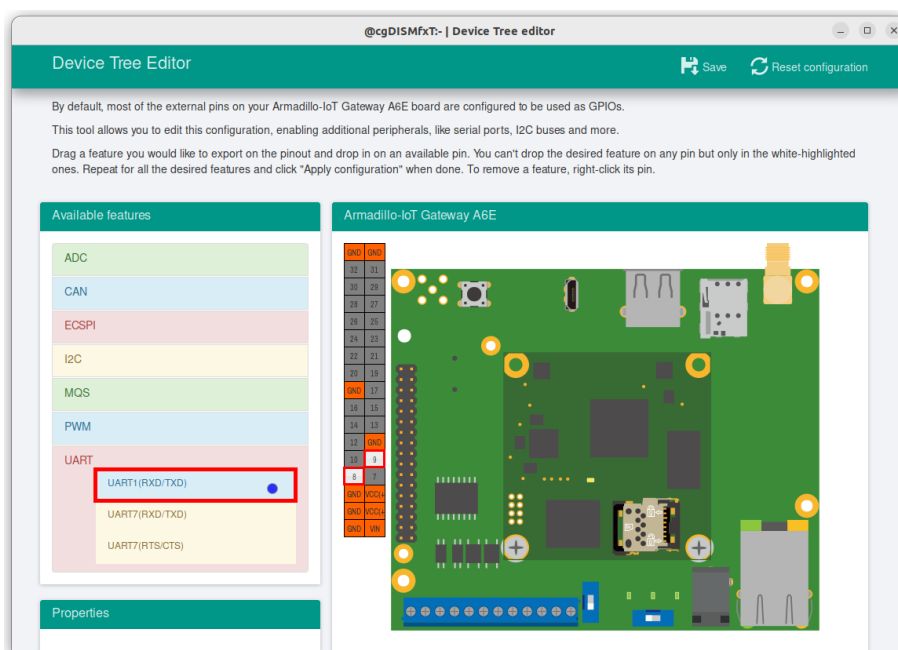 @cgDISMfxT:- | Device Tree editor
Device Tree Editor
Save
Reset configuration
By default, most of the external pins on your Armadillo-IoT Gateway A6E board are configured to be used as GPIOs.
This tool allows you to edit this configuration, enabling additional peripherals, like serial ports, I2C buses and more.
Drag a feature you would like to export on the pinout and drop in on an available pin. You can't drop the desired feature on any pin but only in the white-highlighted
ones. Repeat for all the desired features and click "Apply configuration" when done. To remove a feature, right-click its pin.
Available features
ADC
CAN
ECSPI
I2C
MQS
PWM
UART
UART1(RXD/TXD)
UART7(RXD/TXD)
UART7(RTS/CTS)
Properties
Armadillo-IoT Gateway A6E
GND GND
32 31
30 29
28 27
26 25
24 23
22 21
20 19
GND 17
16 15
14 13
12 GND
10 9
8 7
GND VCC(+
GND VCC(+
GND VIN